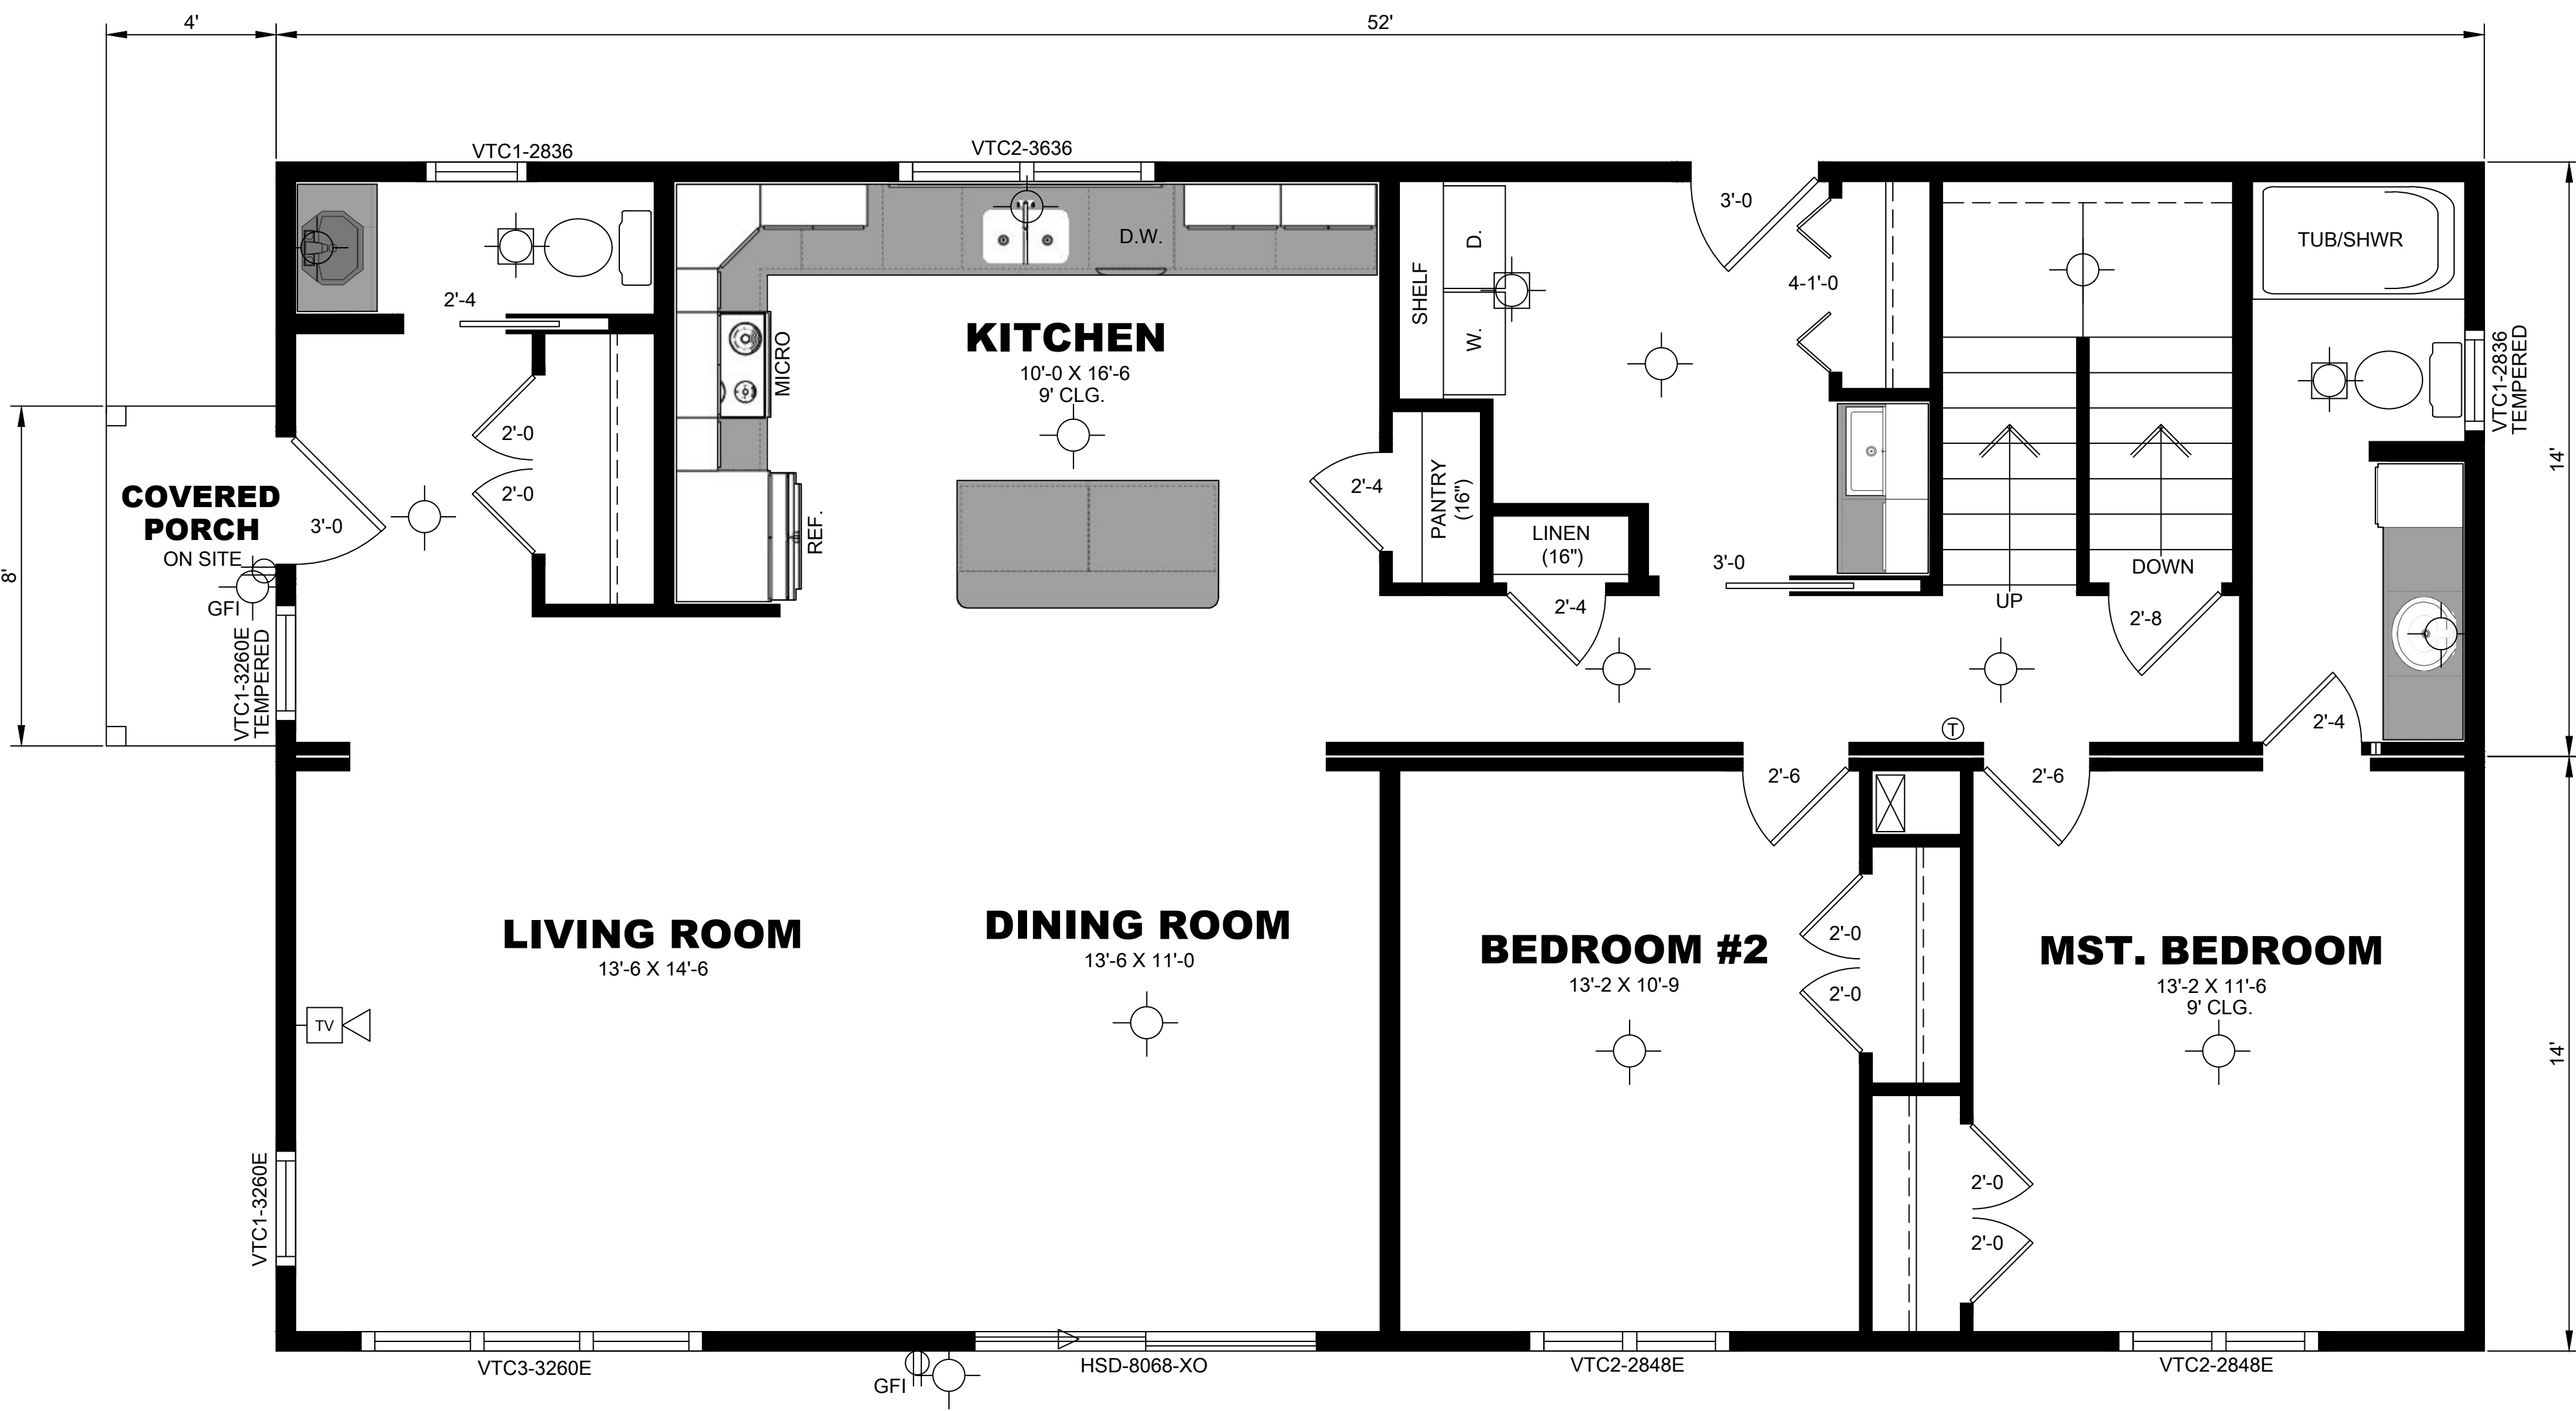 4'
52'
VTC1-2836
VTC2-3636
3'-0
D.W.
D.
TUB/SHWR
4-1'-0
SHELF
2'-4
W.
KITCHEN
10'-0 X 16'-6
9' CLG.
MICRO
VTC1-2836
TEMPERED
2'-0
14'
2'-4
PANTRY
(16")
2'-0
COVERED
PORCH
ON SITE
3'-0
REF.
LINEN
(16")
3'-0
DOWN
8'
GFI
UP
2'-4
2'-8
VTC1-3260E
TEMPERED
2'-4
T
2'-6
2'-6
LIVING ROOM
13'-6 X 14'-6
DINING ROOM
13'-6 X 11'-0
BEDROOM #2
13'-2 X 10'-9
2'-0
2'-0
MST. BEDROOM
13'-2 X 11'-6
9' CLG.
TV
14'
VTC1-3260E
2'-0
2'-0
VTC3-3260E
GFI
HSD-8068-XO
VTC2-2848E
VTC2-2848E